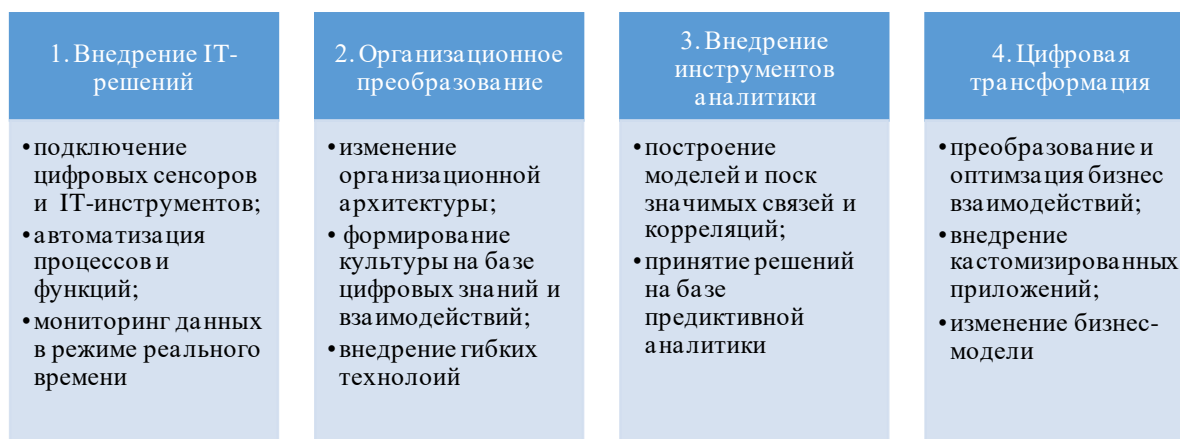 1. Внедрение IT-
решений
• подключение
цифровых сенсоров
и IT-инструментов;
• автоматизация
процессов и
функций;
• мониторинг данных
в режиме реального
времени
2. Организационное
преобразование
• изменение
организационной
архитектуры;
• формирование
культуры на базе
цифровых знаний и
взаимодействий;
• внедрение гибких
технолоий
3. Внедрение
инструментов
аналитики
• построение
моделей и поск
значимых связей и
корреляций;
• принятие решений
на базе
предиктивной
аналитики
4. Цифровая
трансформация
• преобразование и
оптимзация бизнес
взаимодействий;
• внедрение
кастомизированных
приложений;
• изменение бизнес-
модели